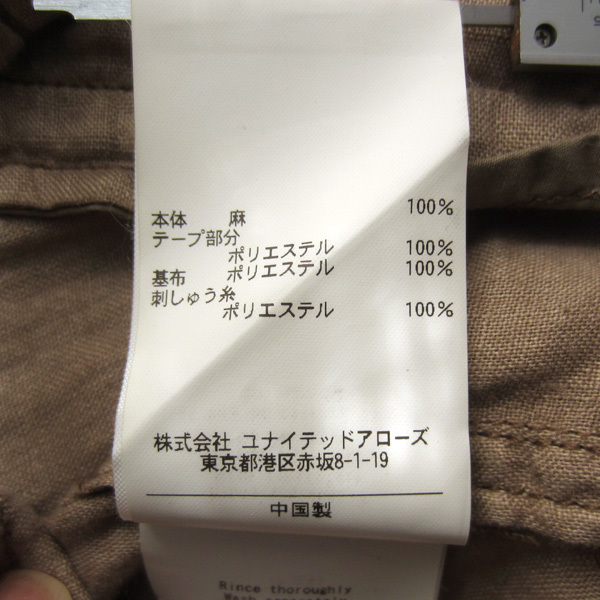 本体 麻 100%
テープ部分
ポリエステル 100%
基布 ポリエステル 100%
刺しゅう糸
ポリエステル 100%
株式会社 ユナイテッドアローズ
東京都港区赤坂8-1-19
中国製
Rince thoroughly